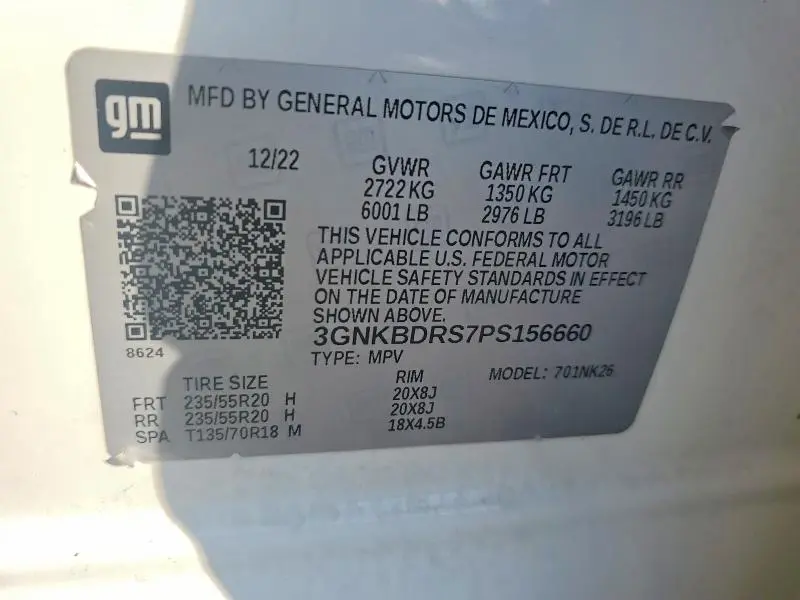 gm
MFD BY GENERAL MOTORS DE MEXICO, S. DE R.L. DE C.V.
12/22 GVWR GAWR FRT GAWR RR
2722 KG 1350 KG 1450 KG
6001 LB 2976 LB 3196 LB
THIS VEHICLE CONFORMS TO ALL
APPLICABLE U.S. FEDERAL MOTOR
VEHICLE SAFETY STANDARDS IN EFFECT
ON THE DATE OF MANUFACTURE
SHOWN ABOVE.
3GNKBDRS7PS156660
8624 TYPE: MPV MODEL: 701NK26
TIRE SIZE RIM
FRT 235/55R20 H 20X8J
RR 235/55R20 H 20X8J
SPA T135/70R18 M 18X4.5B